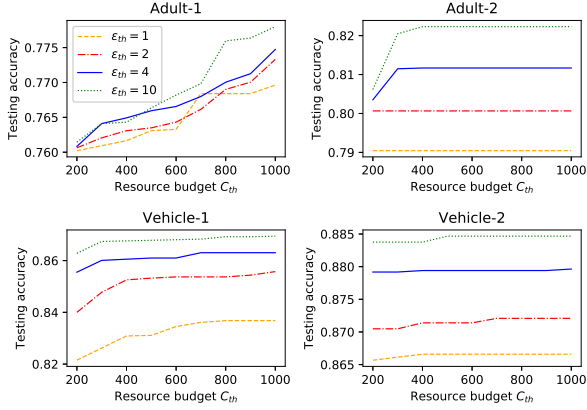 Adult-1
Testing accuracy
0.775
0.770
0.765
0.760
ε_th = 1
ε_th = 2
ε_th = 4
ε_th = 10
200 400 600 800 1000
Resource budget C_th
Adult-2
Testing accuracy
0.82
0.81
0.80
0.79
200 400 600 800 1000
Resource budget C_th
Vehicle-1
Testing accuracy
0.86
0.84
0.82
200 400 600 800 1000
Resource budget C_th
Vehicle-2
Testing accuracy
0.885
0.880
0.875
0.870
0.865
200 400 600 800 1000
Resource budget C_th